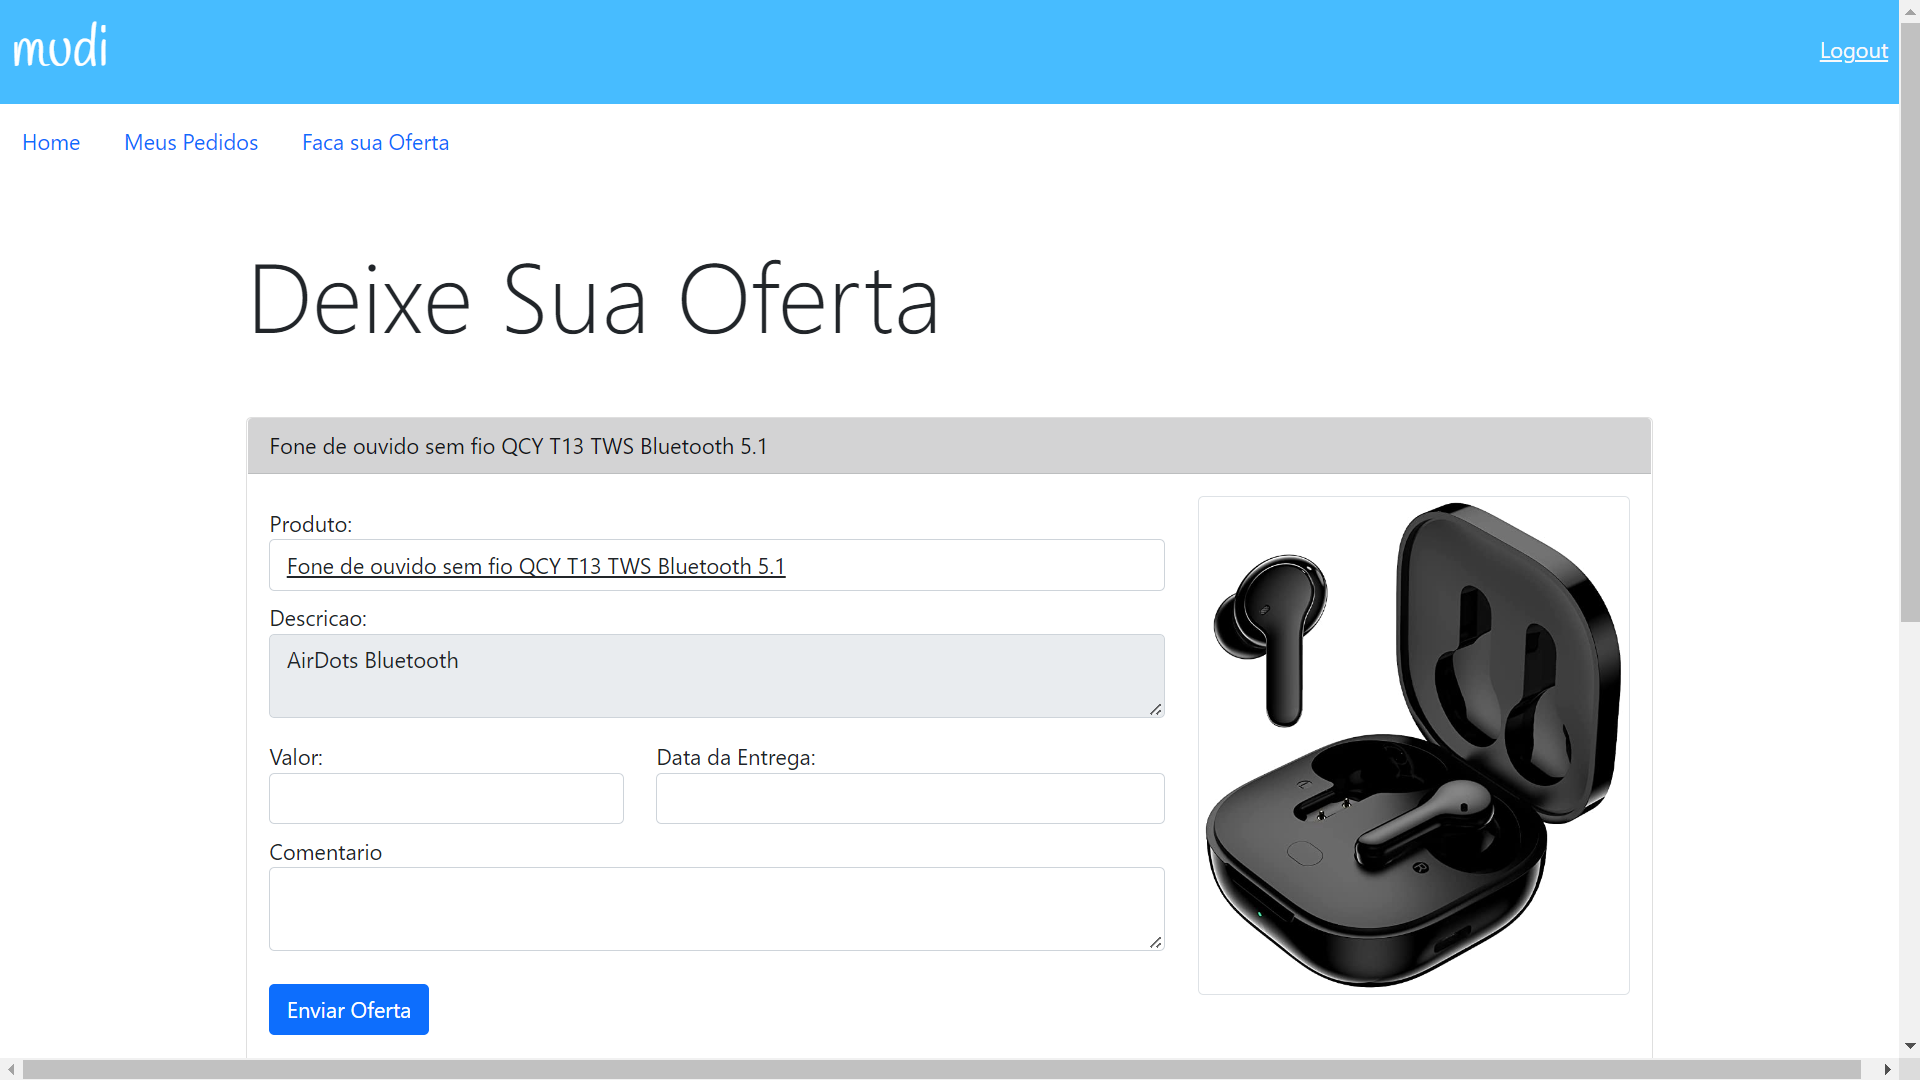 mudi
Logout
Home
Meus Pedidos
Faca sua Oferta
Deixe Sua Oferta
Fone de ouvido sem fio QCY T13 TWS Bluetooth 5.1
Produto:
Fone de ouvido sem fio QCY T13 TWS Bluetooth 5.1
Descricao:
AirDots Bluetooth
Valor:
Data da Entrega:
Comentario
Enviar Oferta